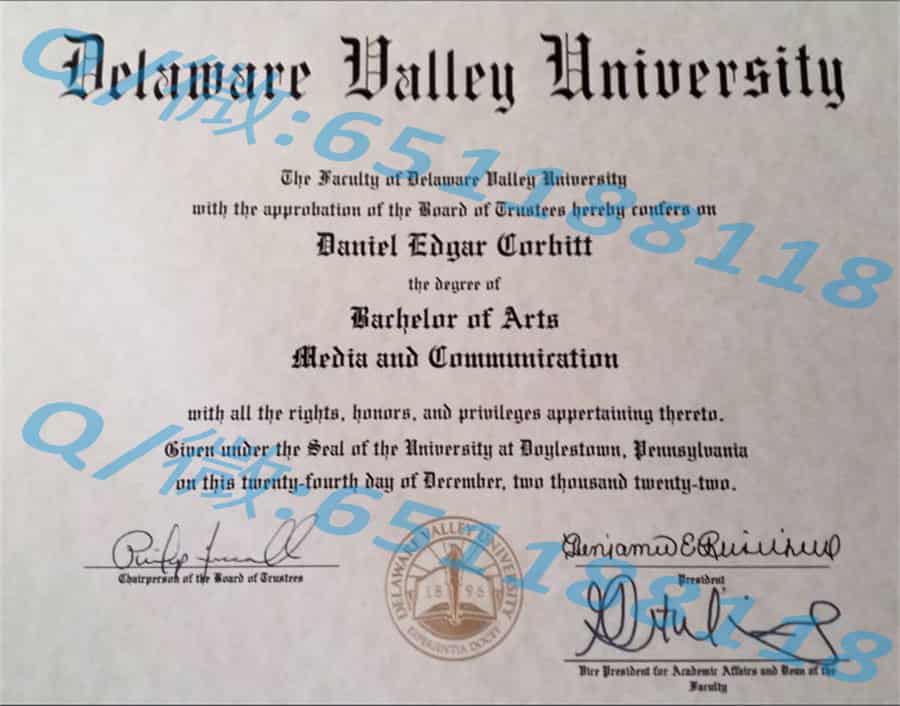 Delaware Valley University
Q/微:651188118
The Faculty of Delaware Valley University
with the approbation of the Board of Trustees hereby confers on
Daniel Edgar Corbitt
the degree of
Bachelor of Arts
Media and Communication
with all the rights, honors, and privileges appertaining thereto.
Given under the Seal of the University at Doylestown, Pennsylvania
on this twenty-fourth day of December, two thousand twenty-two.
Q/微:651188118
Chairperson of the Board of Trustees
DELAWARE VALLEY UNIVERSITY
1896
EXPERIENTIA DOCET
President
Vice President for Academic Affairs and Dean of the
Faculty